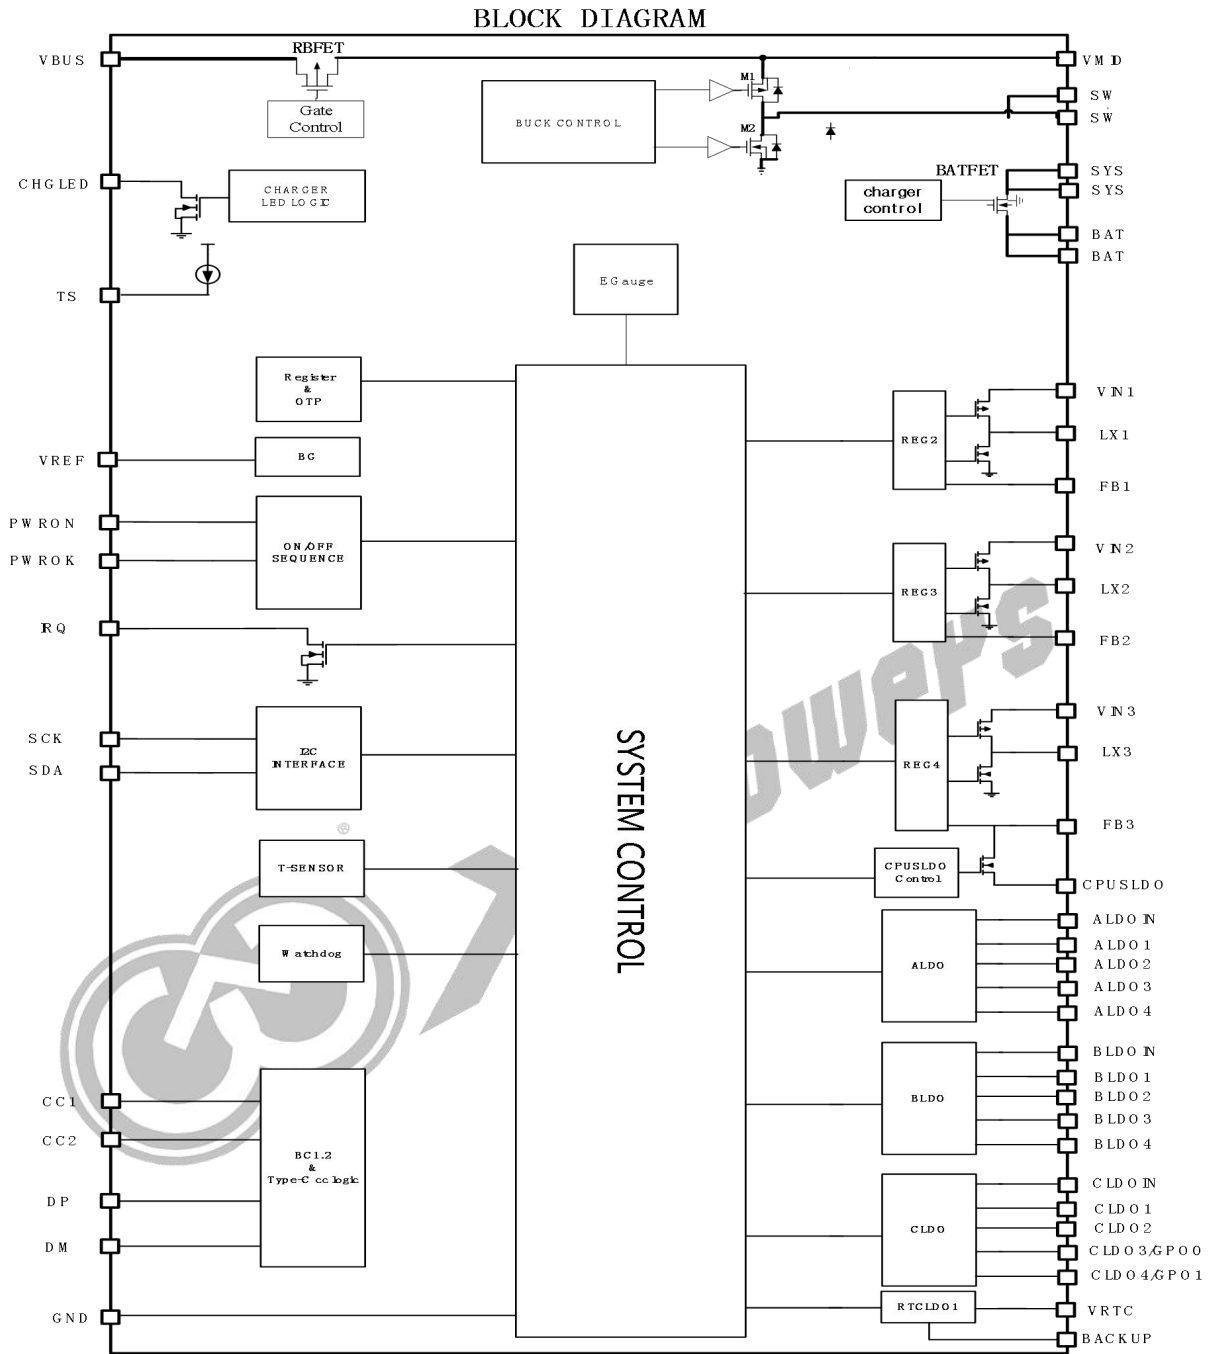 BLOCK DIAGRAM
VBUS
RBFET
Gate
Control
BUCK CONTROL
M1
M2
VMID
SW
SW
CHGLED
CHARGER
LED LOGIC
BATFET
charger
control
SYS
SYS
BAT
BAT
TS
EGauge
Register
&
OTP
VREF
BG
PWRON
PWROK
ON/OFF
SEQUENCE
IRQ
SCK
SDA
I2C
INTERFACE
T-SENSOR
Watchdog
CC1
CC2
DP
DM
BC1.2
&
Type-C cc logic
GND
SYSTEM CONTROL
REG2
VIN1
LX1
FB1
REG3
VIN2
LX2
FB2
REG4
VIN3
LX3
FB3
CPUSLDO
Control
CPUSLDO
ALDO
ALDOIN
ALDO1
ALDO2
ALDO3
ALDO4
BLDO
BLDOIN
BLDO1
BLDO2
BLDO3
BLDO4
CLDO
CLDOIN
CLDO1
CLDO2
CLDO3/GPO0
CLDO4/GPO1
RTCLDO1
VRTC
BACKUP
®